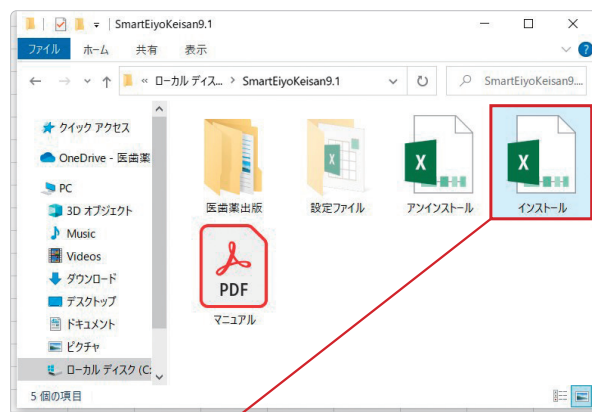 SmartEiyoKeisan9.1
ファイル ホーム 共有 表示
« ローカル ディス... > SmartEiyoKeisan9.1
SmartEiyoKeisan9....
クイック アクセス
OneDrive - 医歯薬
PC
3D オブジェクト
Music
Videos
ダウンロード
デスクトップ
ドキュメント
ピクチャ
ローカル ディスク (C:
医歯薬出版
設定ファイル
アンインストール
インストール
PDF
マニュアル
5 個の項目